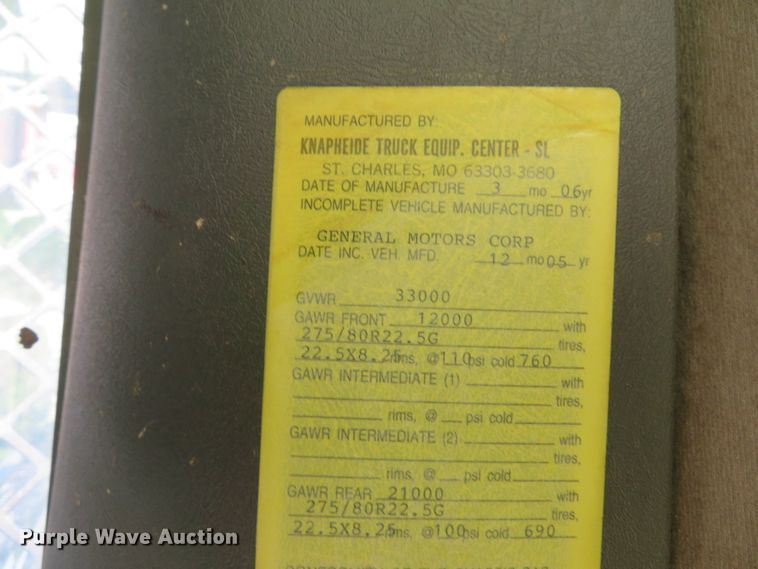 MANUFACTURED BY:
KNAPHEIDE TRUCK EQUIP. CENTER - SL
ST. CHARLES, MO 63303-3680
DATE OF MANUFACTURE 3 mo 06 yr
INCOMPLETE VEHICLE MANUFACTURED BY:
GENERAL MOTORS CORP
DATE INC. VEH. MFD. 12 mo 05 yr
GVWR 33000
GAWR FRONT 12000 with
275/80R22.5G tires,
22.5X8.25 rims, @ 110 psi cold 760
GAWR INTERMEDIATE (1) with
tires,
rims, @ psi cold
GAWR INTERMEDIATE (2) with
tires,
rims, @ psi cold
GAWR REAR 21000 with
275/80R22.5G tires,
22.5X8.25 rims, @ 100 psi cold 690
Purple Wave Auction